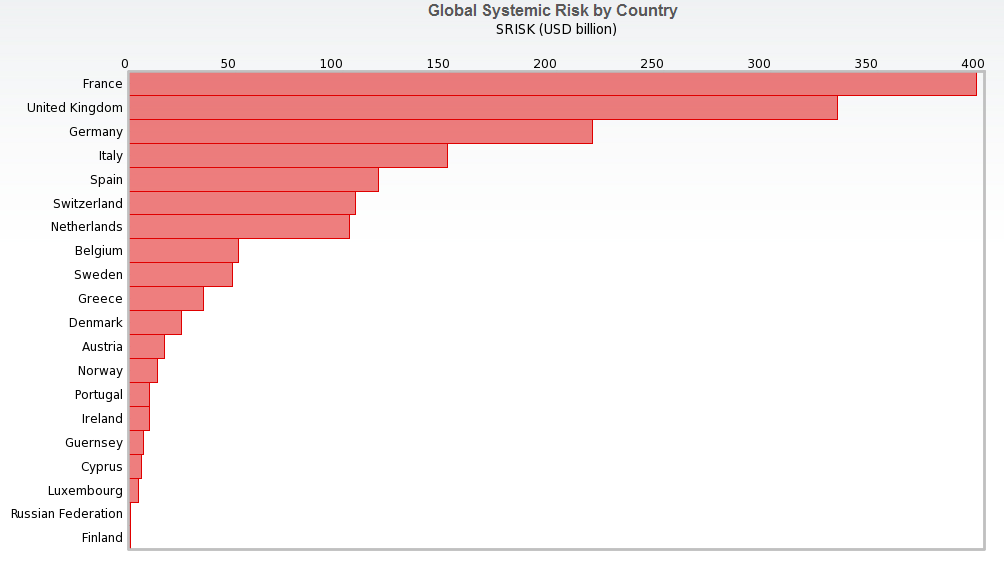 Global Systemic Risk by Country
SRISK (USD billion)
0 50 100 150 200 250 300 350 400
France
United Kingdom
Germany
Italy
Spain
Switzerland
Netherlands
Belgium
Sweden
Greece
Denmark
Austria
Norway
Portugal
Ireland
Guernsey
Cyprus
Luxembourg
Russian Federation
Finland